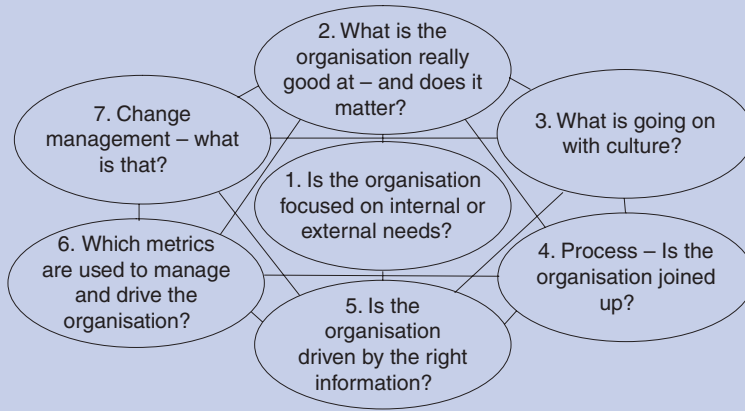 1. Is the organisation
focused on internal or
external needs?
2. What is the
organisation really
good at – and does it
matter?
3. What is going on
with culture?
4. Process – Is the
organisation joined
up?
5. Is the
organisation
driven by the right
information?
6. Which metrics
are used to manage
and drive the
organisation?
7. Change
management – what
is that?